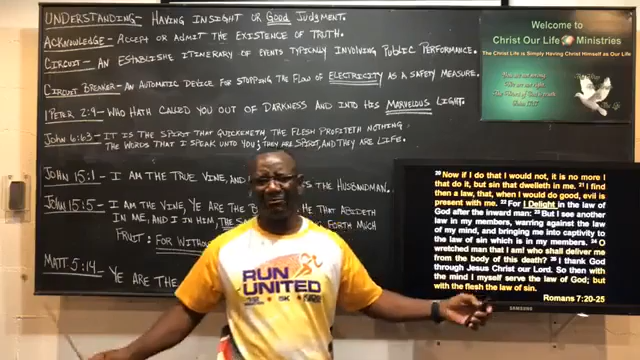 UNDERSTANDING- HAVING INSIGHT OR GOOD JUDGMENT.
ACKNOWLEDGE- ACCEPT OR ADMIT THE EXISTENCE OF TRUTH.
CIRCUIT- AN ESTABLISHE ITINERARY OF EVENTS TYPICALLY INVOLVING PUBLIC PERFORMANCE.
CIRCUIT BREAKER- AN AUTOMATIC DEVICE FOR STOPPING THE FLOW OF ELECTRICITY AS A SAFETY MEASURE.
1 PETER 2:9- WHO HATH CALLED YOU OUT OF DARKNESS AND INTO HIS MARVELOUS LIGHT.
JOHN 6:63- IT IS THE SPIRIT THAT QUICKENETH THE FLESH PROFITETH NOTHING:
THE WORDS THAT I SPEAK UNTO YOU, THEY ARE SPIRIT, AND THEY ARE LIFE.
JOHN 15:1- I AM THE TRUE VINE, AND IS THE HUSBANDMAN.
JOHN 15:5- I AM THE VINE, YE ARE THE HE THAT ABIDETH
IN ME, AND I IN HIM, THE FORTH MUCH
FRUIT: FOR WITHOUT
MATT. 5:14- YE ARE THE
Welcome to
Christ Our Life Ministries
The Christ Life is Simply Having Christ Himself as Our Life
20 Now if I do that I would not, it is no more I
that do it, but sin that dwelleth in me. 21 I find
then a law, that, when I would do good, evil is
present with me. 22 For I Delight in the law of
God after the inward man: 23 But I see another
law in my members, warring against the law
of my mind, and bringing me into captivity to
the law of sin which is in my members. 24 O
wretched man that I am! who shall deliver me
from the body of this death? 25 I thank God
through Jesus Christ our Lord. So then with
the mind I myself serve the law of God; but
with the flesh the law of sin.
Romans 7:20-25
SAMSUNG
RUN
UNITED
5K